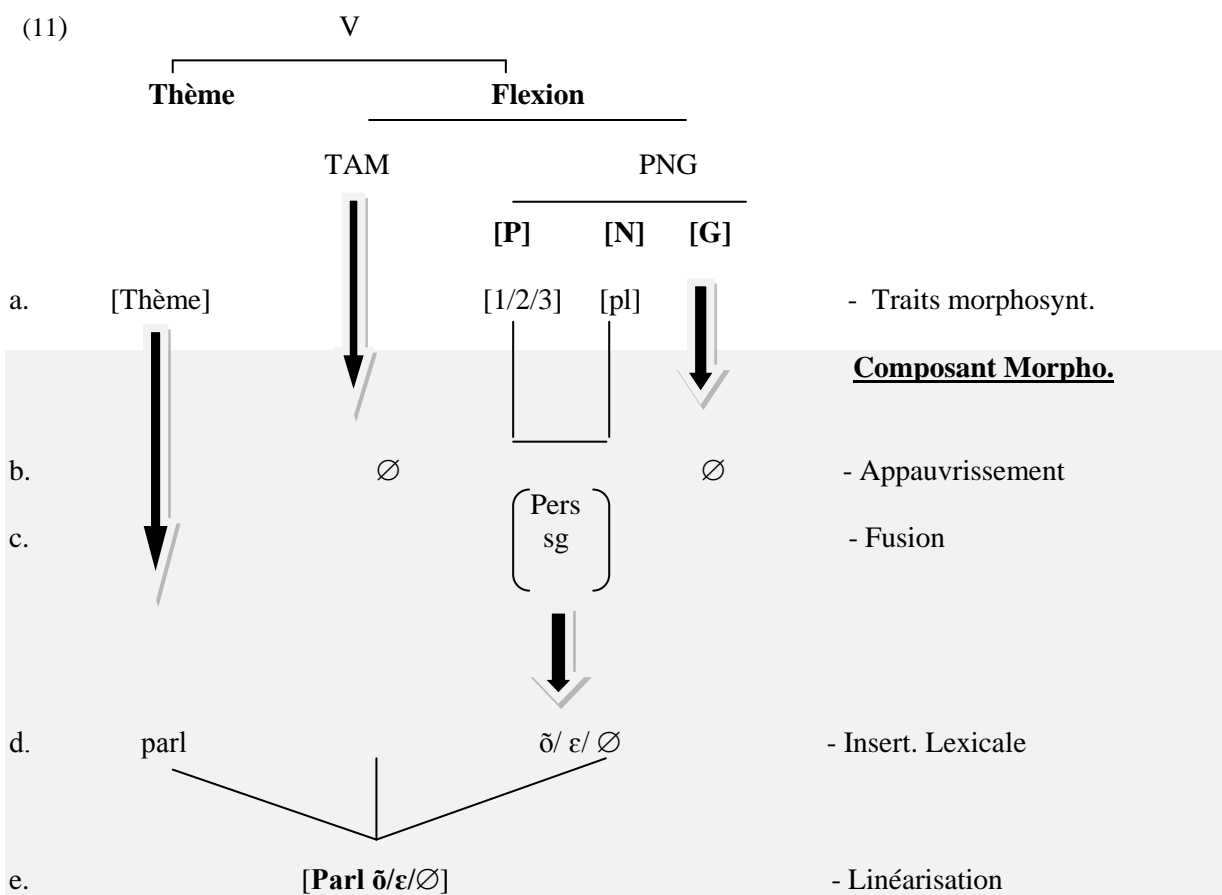 (11) V
Thème Flexion
TAM PNG
[P] [N] [G]
a. [Thème] [1/2/3] [pl] - Traits morphosynt.
Composant Morpho.
b. ∅ ∅ - Appauvrissement
Pers
c. sg - Fusion
d. parl õ/ ε/ ∅ - Insert. Lexicale
e. [Parl õ/ε/∅] - Linéarisation